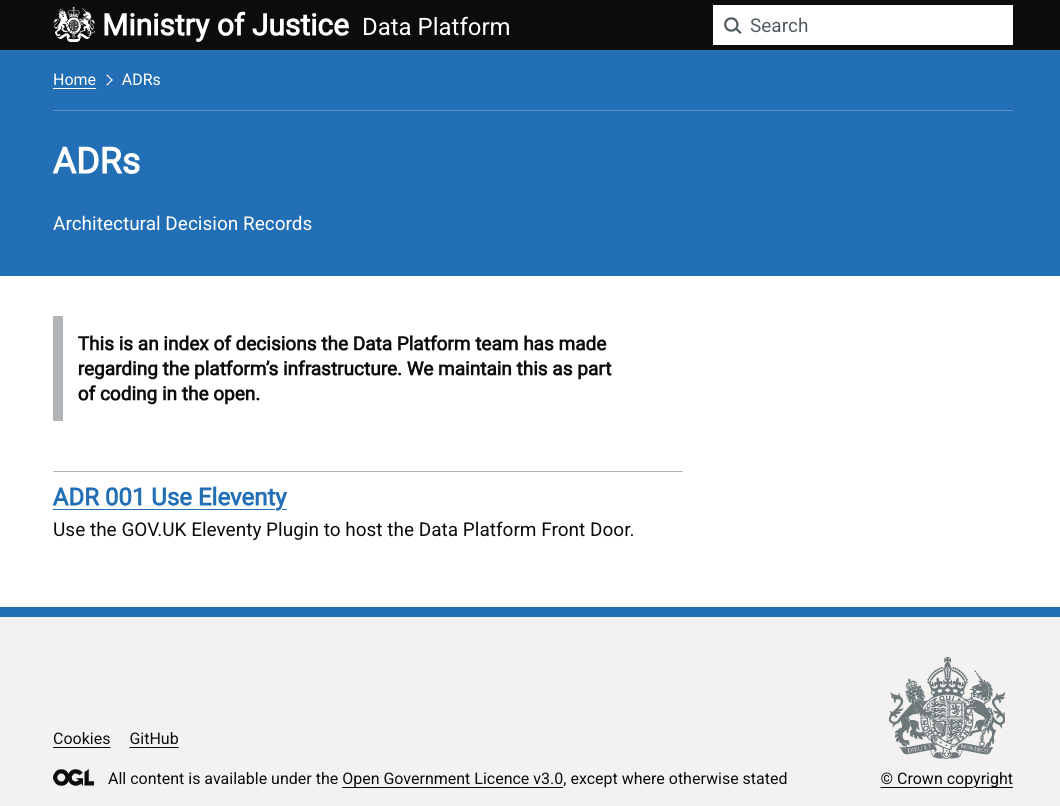 Ministry of Justice Data Platform
Search
Home > ADRs
ADRs
Architectural Decision Records
This is an index of decisions the Data Platform team has made
regarding the platform’s infrastructure. We maintain this as part
of coding in the open.
ADR 001 Use Eleventy
Use the GOV.UK Eleventy Plugin to host the Data Platform Front Door.
Cookies GitHub
OGL All content is available under the Open Government Licence v3.0, except where otherwise stated
© Crown copyright